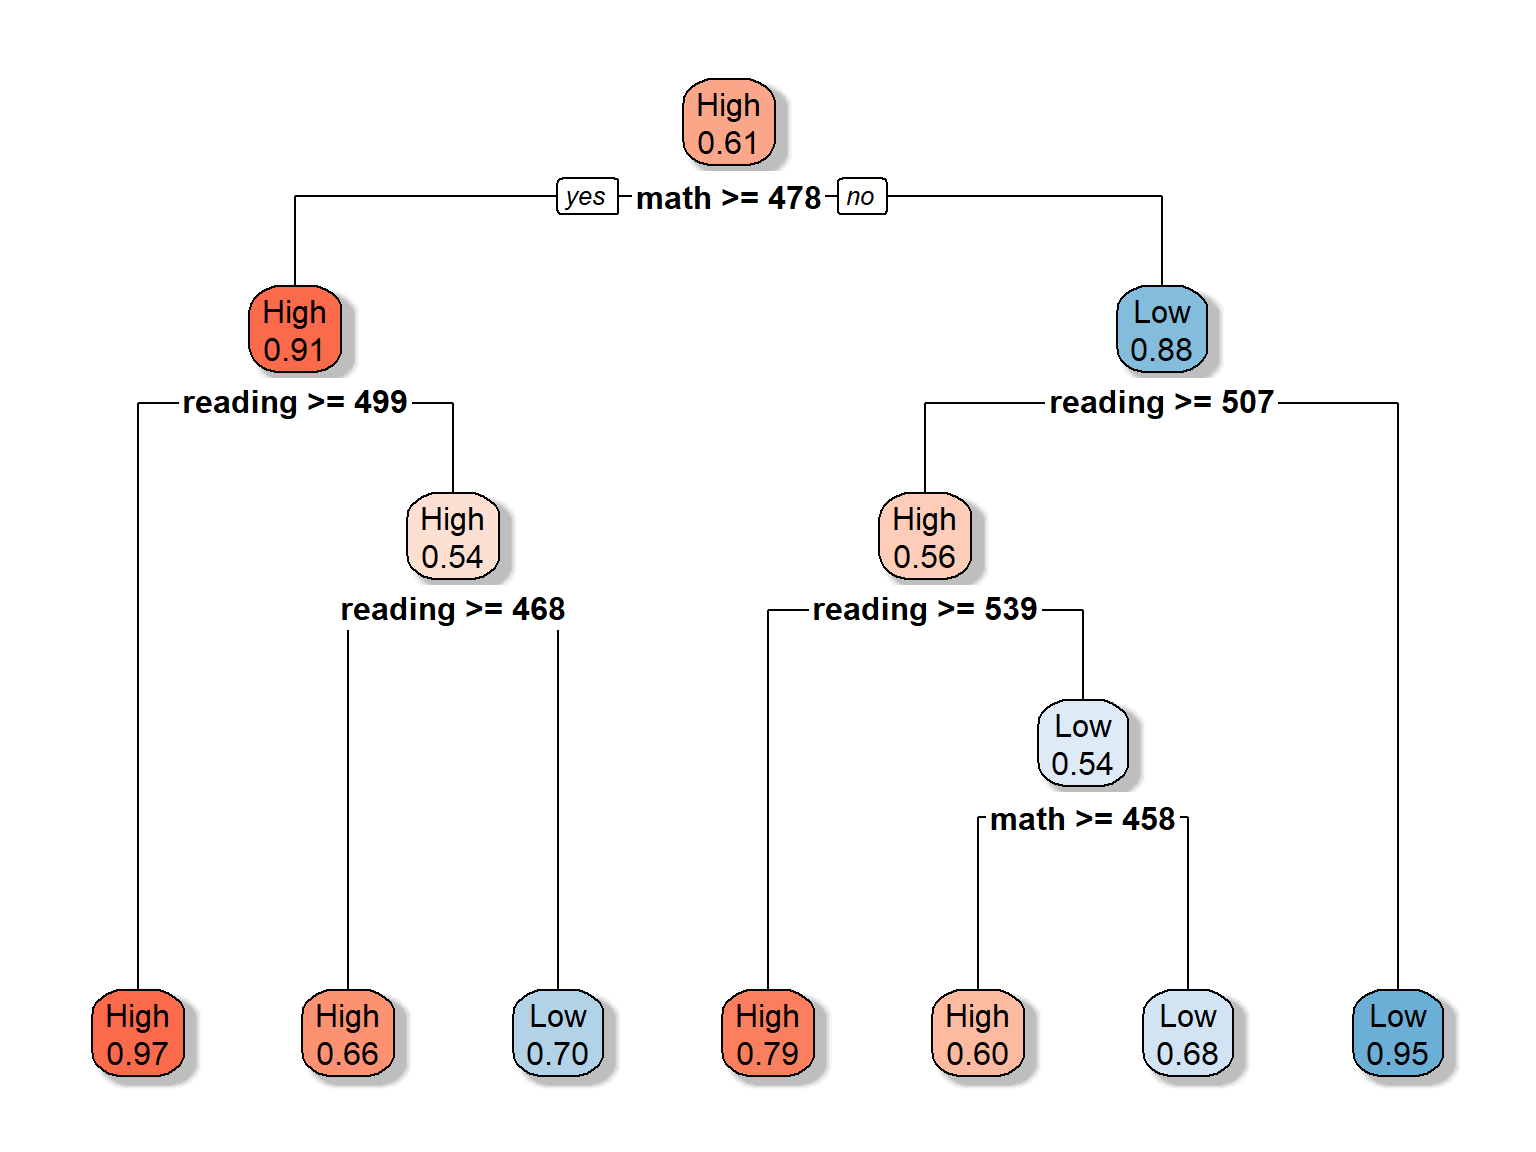 High
0.61
yes
math >= 478
no
High
0.91
Low
0.88
reading >= 499
reading >= 507
High
0.54
High
0.56
reading >= 468
reading >= 539
Low
0.54
math >= 458
High
0.97
High
0.66
Low
0.70
High
0.79
High
0.60
Low
0.68
Low
0.95